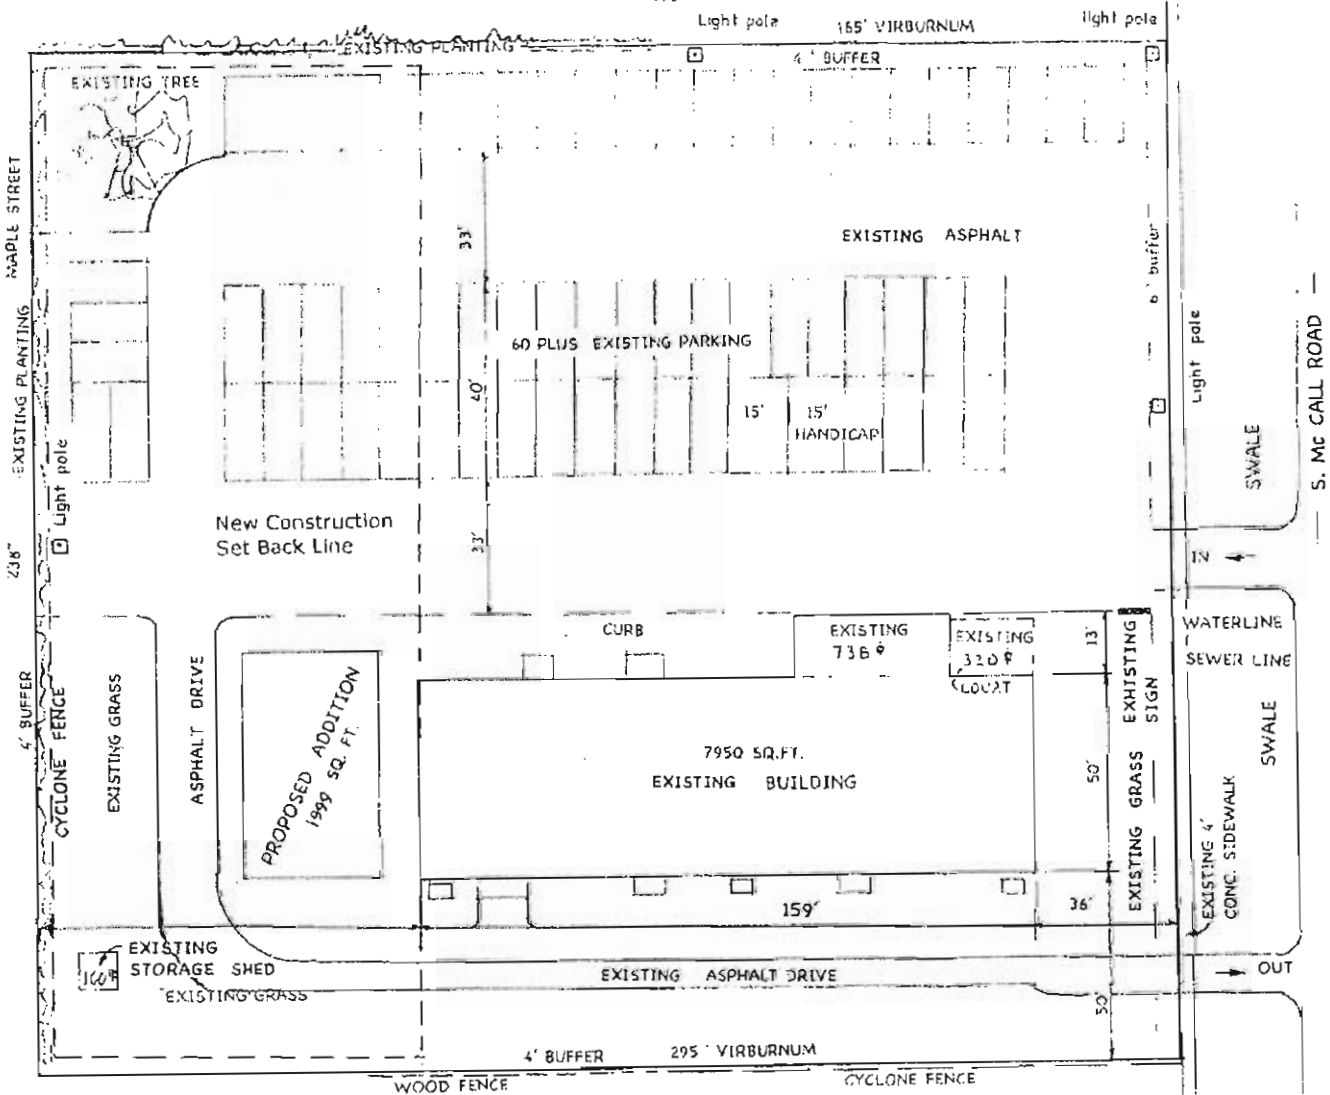 Light pole
165' VIRBURNUM
light pole
EXISTING PLANTING
4' BUFFER
EXISTING TREE
MAPLE STREET
EXISTING PLANTING
33'
EXISTING ASPHALT
6' buffer
Light pole
S. Mc CALL ROAD
60 PLUS EXISTING PARKING
40'
15'
15'
HANDICAP
SWALE
Light pole
238'
New Construction
Set Back Line
33'
IN
CURB
EXISTING
738
EXISTING
320
COURT
13'
EXHISTING
SIGN
WATERLINE
SEWER LINE
4' BUFFER
CYCLONE FENCE
EXISTING GRASS
ASPHALT DRIVE
PROPOSED ADDITION
1999 SQ. FT.
7950 SQ.FT.
EXISTING BUILDING
50'
EXISTING GRASS
SWALE
EXISTING 4'
CONC. SIDEWALK
159'
36'
EXISTING
STORAGE SHED
160
EXISTING GRASS
EXISTING ASPHALT DRIVE
OUT
50'
4' BUFFER
295' VIRBURNUM
WOOD FENCE
CYCLONE FENCE